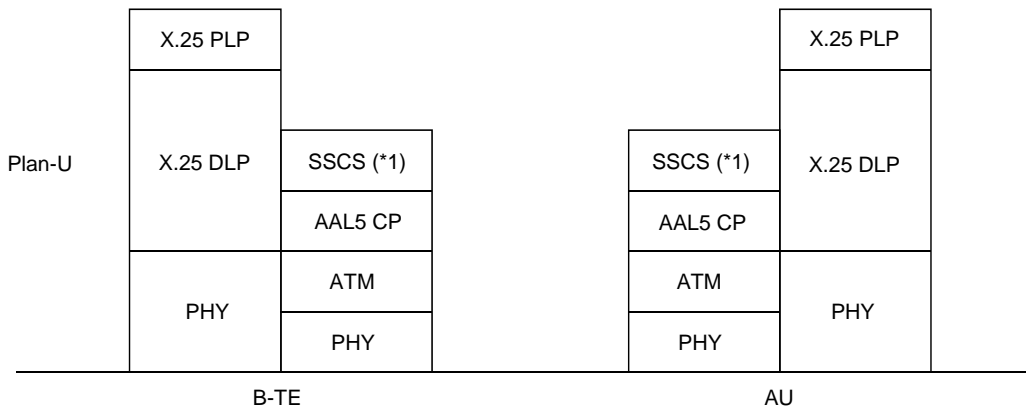 X.25 PLP X.25 PLP
Plan-U X.25 DLP SSCS (*1) SSCS (*1) X.25 DLP
AAL5 CP AAL5 CP
ATM ATM
PHY PHY
PHY PHY
B-TE AU